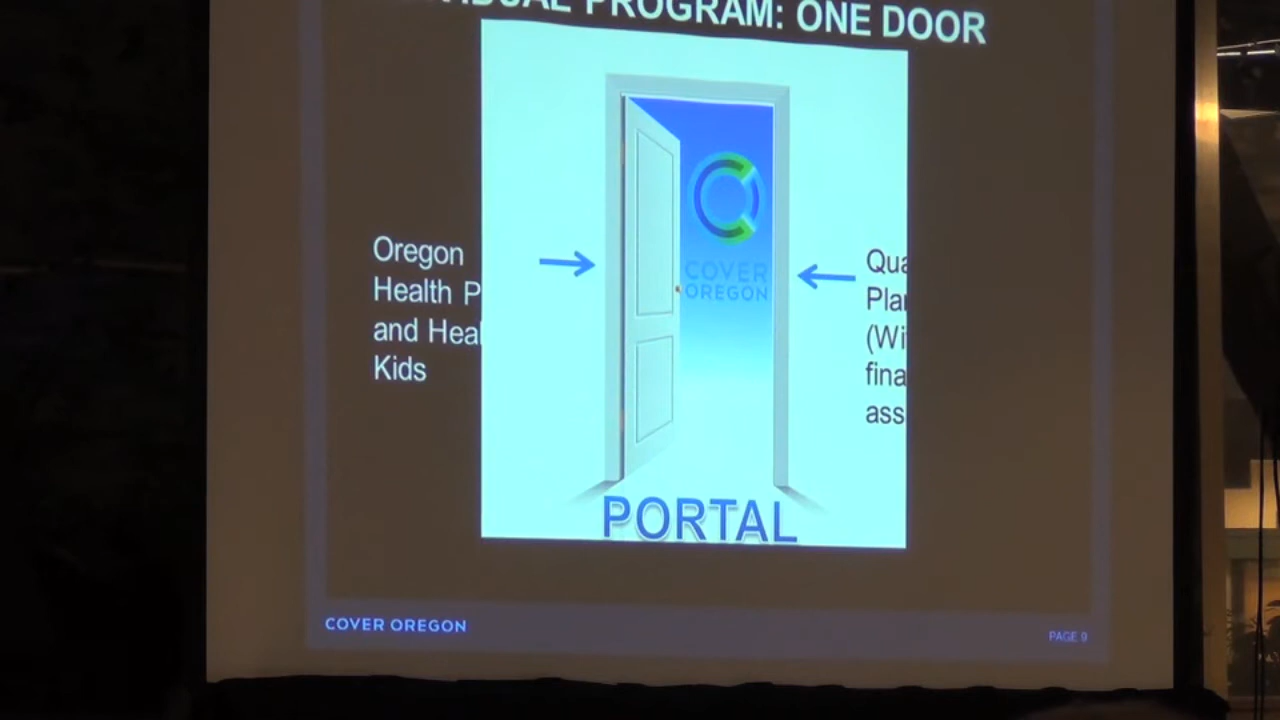 PROGRAM: ONE DOOR
Oregon
Health P
and Heal
Kids
COVER
OREGON
Qua
Plan
(Wi
fina
ass
PORTAL
COVER OREGON
PAGE 9